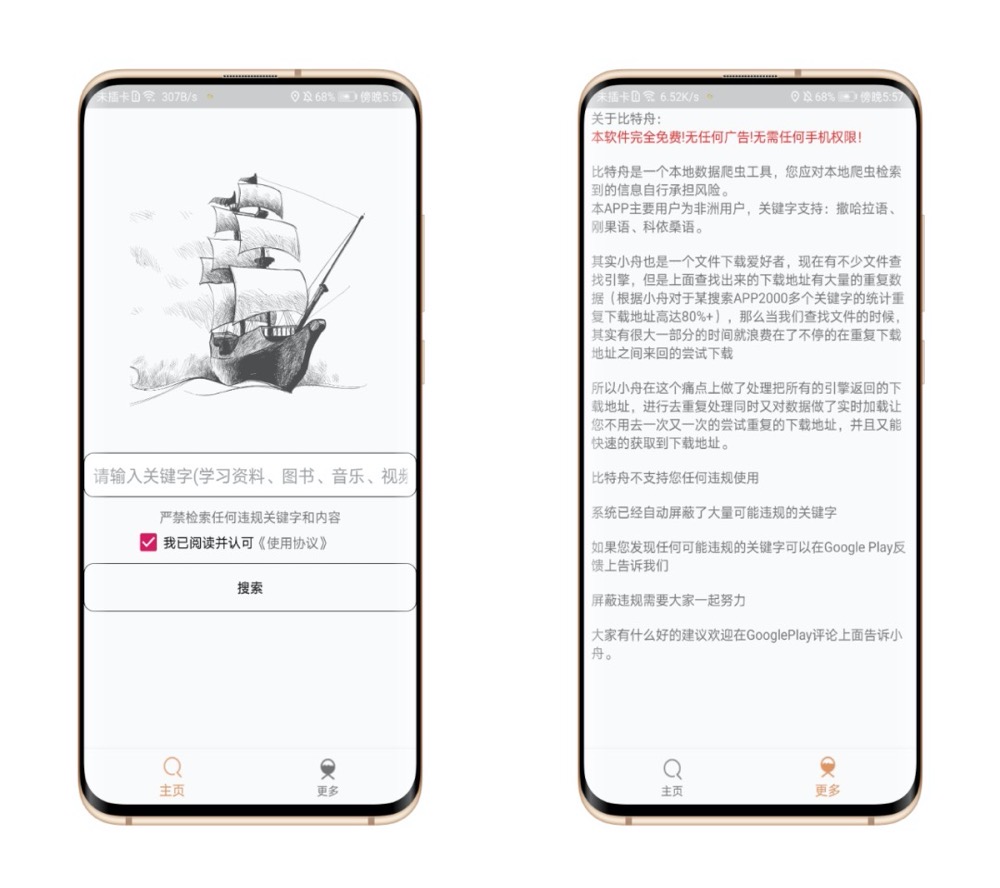 未插卡 307B/s 68% 傍晚5:57
请输入关键字(学习资料、图书、音乐、视频
严禁检索任何违规关键字和内容
我已阅读并认可《使用协议》
搜索
主页 更多
未插卡 6.52K/s 68% 傍晚5:57
关于比特舟：
本软件完全免费!无任何广告!无需任何手机权限!
比特舟是一个本地数据爬虫工具，您应对本地爬虫检索
到的信息自行承担风险。
本APP主要用户为非洲用户，关键字支持：撒哈拉语、
刚果语、科依桑语。
其实小舟也是一个文件下载爱好者，现在有不少文件查
找引擎，但是上面查找出来的下载地址有大量的重复数
据（根据小舟对于某搜索APP2000多个关键字的统计重
复下载地址高达80%+），那么当我们查找文件的时候，
其实有很大一部分的时间就浪费在了不停的在重复下载
地址之间来回的尝试下载
所以小舟在这个痛点上做了处理把所有的引擎返回的下
载地址，进行去重复处理同时又对数据做了实时加载让
您不用去一次又一次的尝试重复的下载地址，并且又能
快速的获取到下载地址。
比特舟不支持您任何违规使用
系统已经自动屏蔽了大量可能违规的关键字
如果您发现任何可能违规的关键字可以在Google Play反
馈上告诉我们
屏蔽违规需要大家一起努力
大家有什么好的建议欢迎在GooglePlay评论上面告诉小
舟。
主页 更多